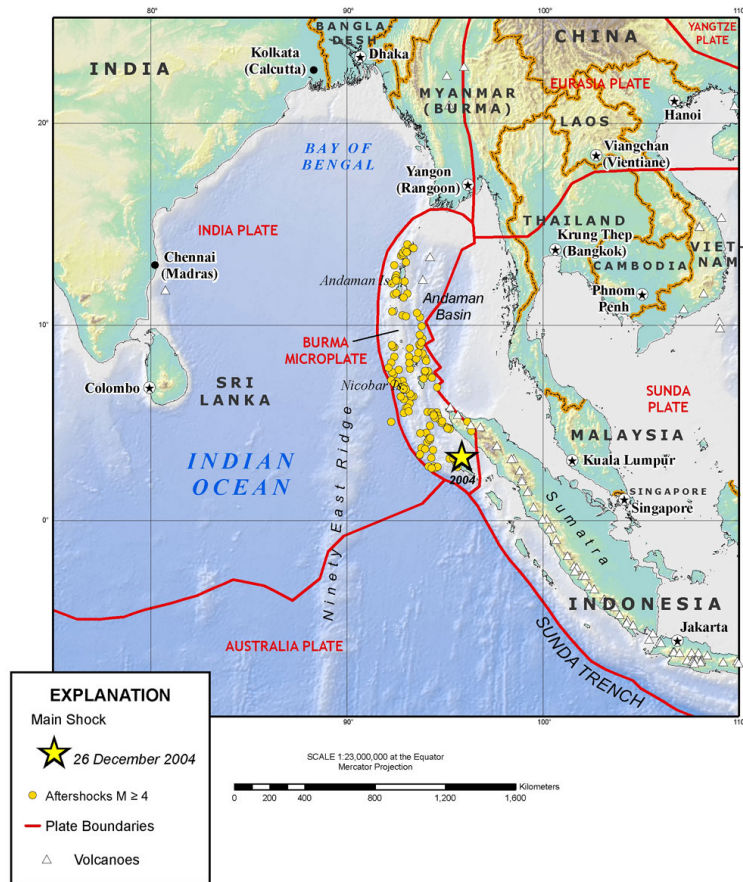 80°
90°
100°
110
BANGLA
DESH
CHINA
YANGTZE
PLATE
Kolkata
(Calcutta)
Dhaka
INDIA
MYANMAR
(BURMA)
EURASIA PLATE
Hanoi
LAOS
20°
BAY OF
BENGAL
Viangchan
(Vientiane)
Yangon
(Rangoon)
INDIA PLATE
THAILAND
VIET
NAM
Krung Thep
(Bangkok)
Chennai
(Madras)
CAMBODIA
Andaman Is.
Phnom
Penh
Andaman
Basin
10°
BURMA
MICROPLATE
Nicobar Is.
Colombo
SRI
LANKA
SUNDA
PLATE
MALAYSIA
INDIAN
OCEAN
Kuala Lumpur
2004
SINGAPORE
Singapore
0°
Ninety East Ridge
Sumatra
INDONESIA
Jakarta
AUSTRALIA PLATE
SUNDA TRENCH
90°
100°
110
EXPLANATION
Main Shock
26 December 2004
Aftershocks M ≥ 4
Plate Boundaries
Volcanoes
SCALE 1:23,000,000 at the Equator
Mercator Projection
Kilometers
0 200 400 800 1,200 1,600